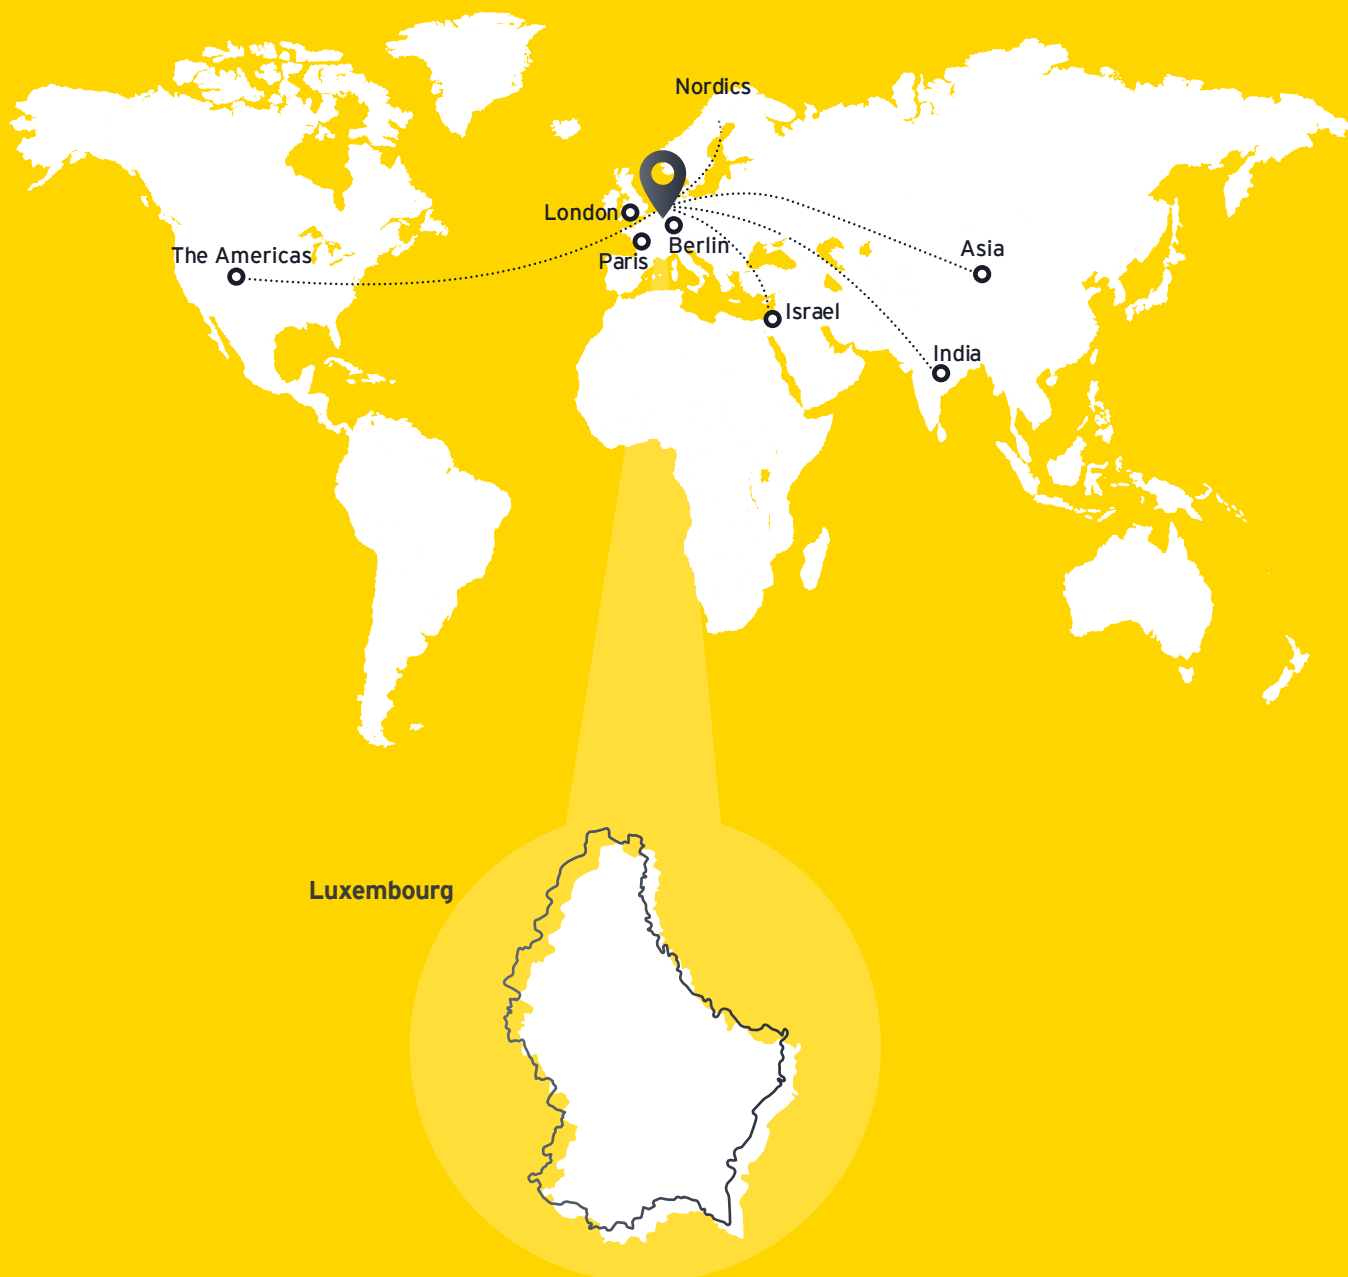 Nordics
London
Berlin
The Americas
Paris
Asia
Israel
India
Luxembourg